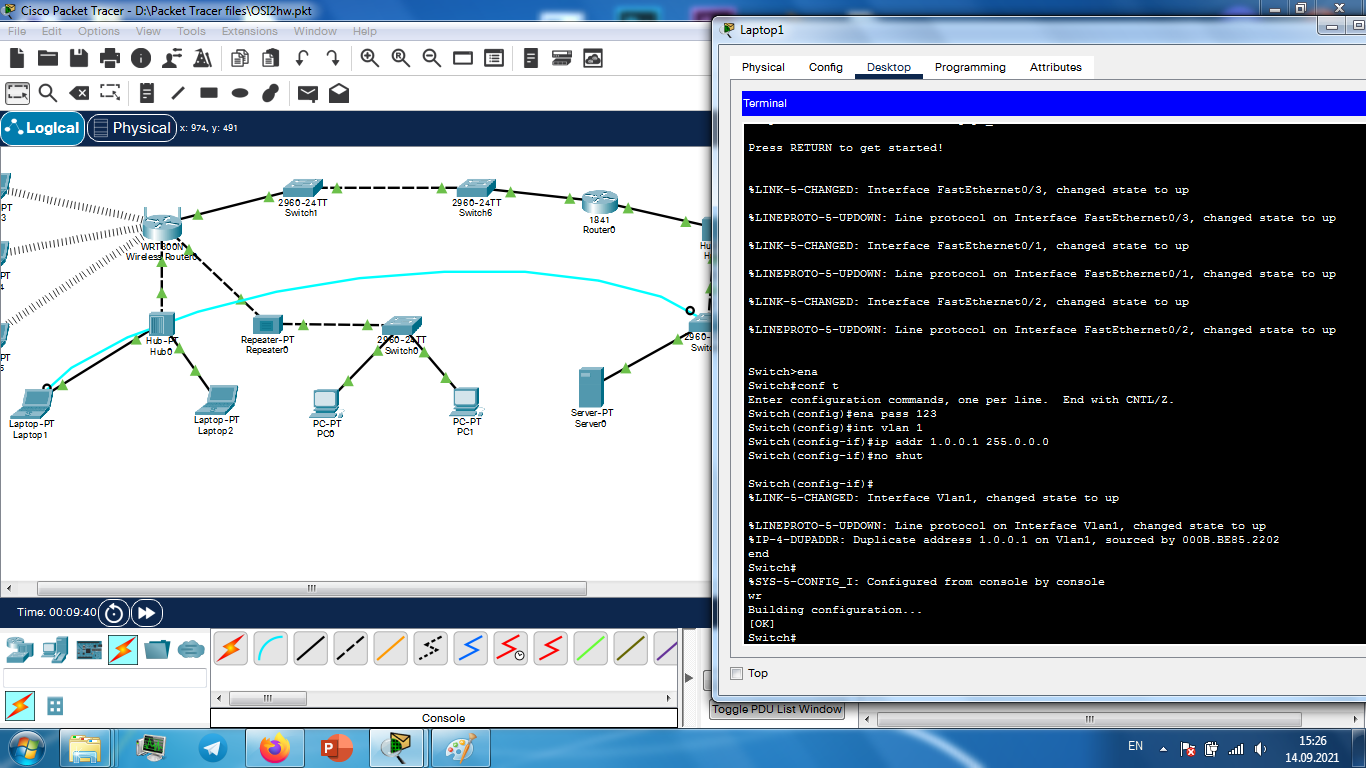 Cisco Packet Tracer - D:\Packet Tracer files\OSI2hw.pkt
File Edit Options View Tools Extensions Window Help
Logical
Physical
x: 974, y: 491
2960-24TT
Switch1
2960-24TT
Switch6
1841
Router0
WRT300N
Wireless Router0
Hub-PT
Hub0
Repeater-PT
Repeater0
2960-24TT
Switch0
Laptop-PT
Laptop1
Laptop-PT
Laptop2
PC-PT
PC0
PC-PT
PC1
Server-PT
Server0
Time: 00:09:40
Console
Laptop1
Physical Config Desktop Programming Attributes
Terminal
Press RETURN to get started!
%LINK-5-CHANGED: Interface FastEthernet0/3, changed state to up
%LINEPROTO-5-UPDOWN: Line protocol on Interface FastEthernet0/3, changed state to up
%LINK-5-CHANGED: Interface FastEthernet0/1, changed state to up
%LINEPROTO-5-UPDOWN: Line protocol on Interface FastEthernet0/1, changed state to up
%LINK-5-CHANGED: Interface FastEthernet0/2, changed state to up
%LINEPROTO-5-UPDOWN: Line protocol on Interface FastEthernet0/2, changed state to up
Switch>ena
Switch#conf t
Enter configuration commands, one per line. End with CNTL/Z.
Switch(config)#ena pass 123
Switch(config)#int vlan 1
Switch(config-if)#ip addr 1.0.0.1 255.0.0.0
Switch(config-if)#no shut
Switch(config-if)#
%LINK-5-CHANGED: Interface Vlan1, changed state to up
%LINEPROTO-5-UPDOWN: Line protocol on Interface Vlan1, changed state to up
%IP-4-DUPADDR: Duplicate address 1.0.0.1 on Vlan1, sourced by 000B.BE85.2202
end
Switch#
%SYS-5-CONFIG_I: Configured from console by console
wr
Building configuration...
[OK]
Switch#
Top
Toggle PDU List Window
EN
15:26
14.09.2021